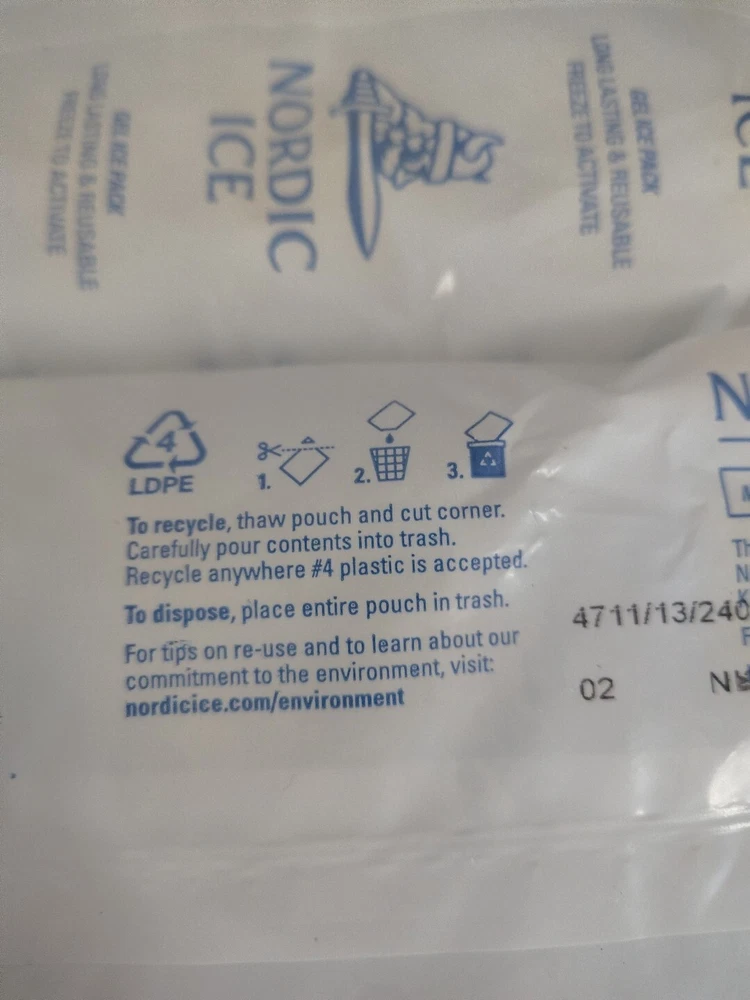 GEL ICE PACK
LONG LASTING & REUSABLE
FREEZE TO ACTIVATE
NORDIC
ICE
GEL ICE PACK
LONG LASTING & REUSABLE
FREEZE TO ACTIVATE
4
LDPE
1.
2.
3.
To recycle, thaw pouch and cut corner.
Carefully pour contents into trash.
Recycle anywhere #4 plastic is accepted.
To dispose, place entire pouch in trash.
For tips on re-use and to learn about our
commitment to the environment, visit:
nordicice.com/environment
4711/13/240
02